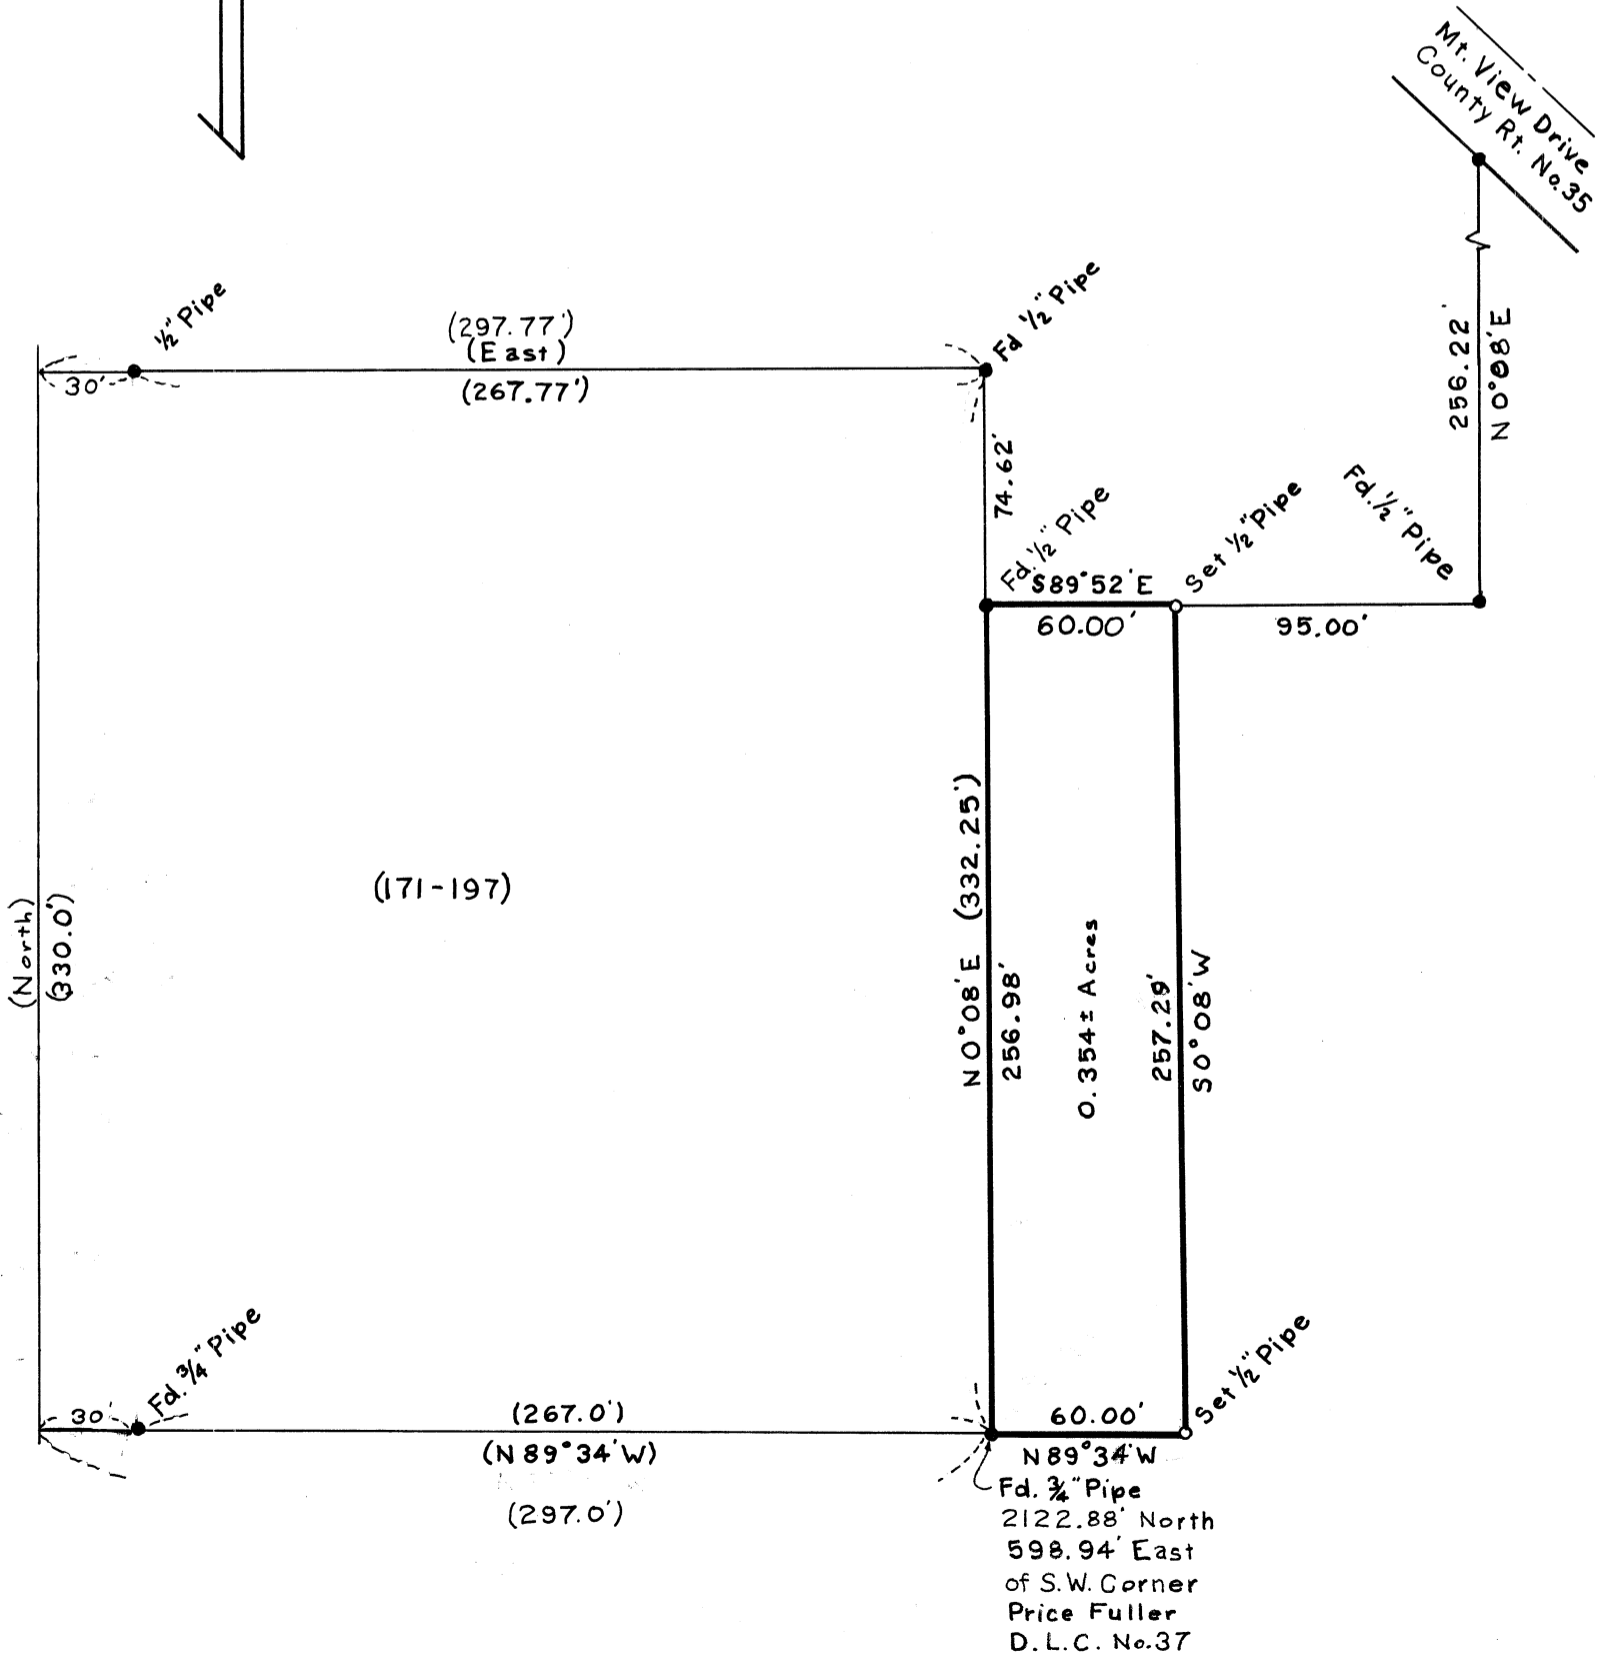 Mt. View Drive
County Rt. No.35
256.22'
N 0°08'E
½" Pipe
(297.77')
(East)
30'
(267.77')
Fd ½" Pipe
74.62'
Fd. ½" Pipe
S89°52'E
60.00'
Set ½" Pipe
95.00'
Fd. ½" Pipe
(North)
(330.0')
(171-197)
N 0°08'E (332.25')
256.98'
0.354± Acres
257.29'
S0°08'W
30'
Fd. ¾" Pipe
(267.0')
(N 89°34'W)
(297.0')
60.00'
N 89°34'W
Set ½" Pipe
Fd. ¾" Pipe
2122.88' North
598.94' East
of S.W. Corner
Price Fuller
D.L.C. No.37